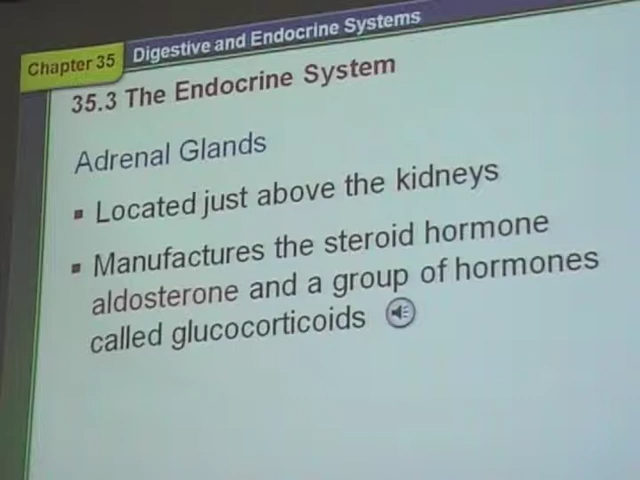 Chapter 35
Digestive and Endocrine Systems
35.3 The Endocrine System
Adrenal Glands
▪ Located just above the kidneys
▪ Manufactures the steroid hormone
aldosterone and a group of hormones
called glucocorticoids